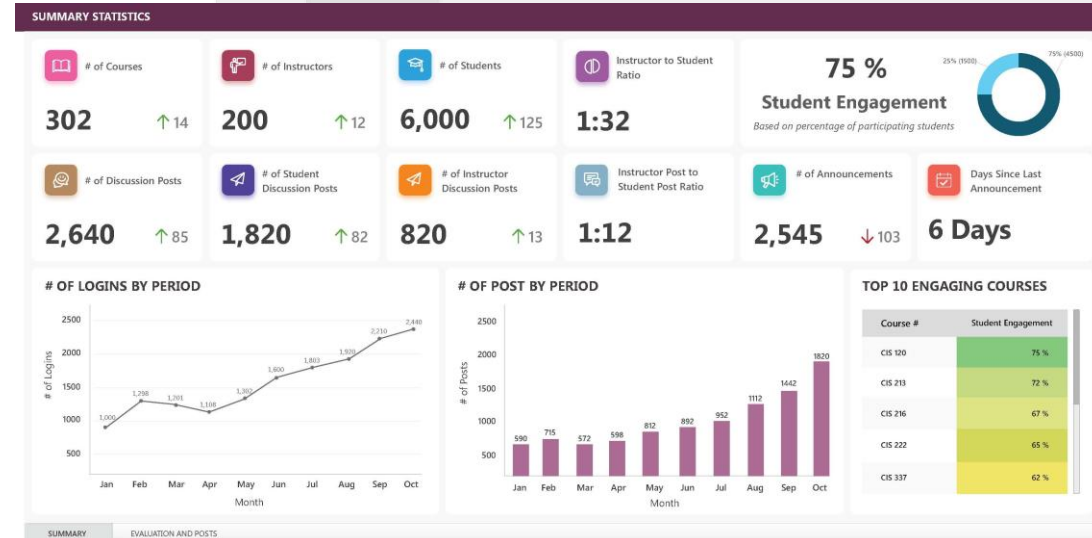 SUMMARY STATISTICS
# of Courses
302
14
# of Instructors
200
12
# of Students
6,000
125
Instructor to Student
Ratio
1:32
75 %
Student Engagement
Based on percentage of participating students
25% (1500)
75% (4500)
# of Discussion Posts
2,640
85
# of Student
Discussion Posts
1,820
82
# of Instructor
Discussion Posts
820
13
Instructor Post to
Student Post Ratio
1:12
# of Announcements
2,545
103
Days Since Last
Announcement
6 Days
# OF LOGINS BY PERIOD
# of Logins
2500
2000
1500
1000
500
1,000
1,298
1,201
1,108
1,302
1,600
1,803
1,920
2,210
2,440
Jan Feb Mar Apr May Jun Jul Aug Sep Oct
Month
# OF POST BY PERIOD
# of Posts
2500
2000
1500
1000
500
590
715
572
598
812
892
952
1112
1442
1820
Jan Feb Mar Apr May Jun Jul Aug Sep Oct
Month
TOP 10 ENGAGING COURSES
Course # Student Engagement
CIS 120 75 %
CIS 213 72 %
CIS 216 67 %
CIS 222 65 %
CIS 337 62 %
SUMMARY EVALUATION AND POSTS